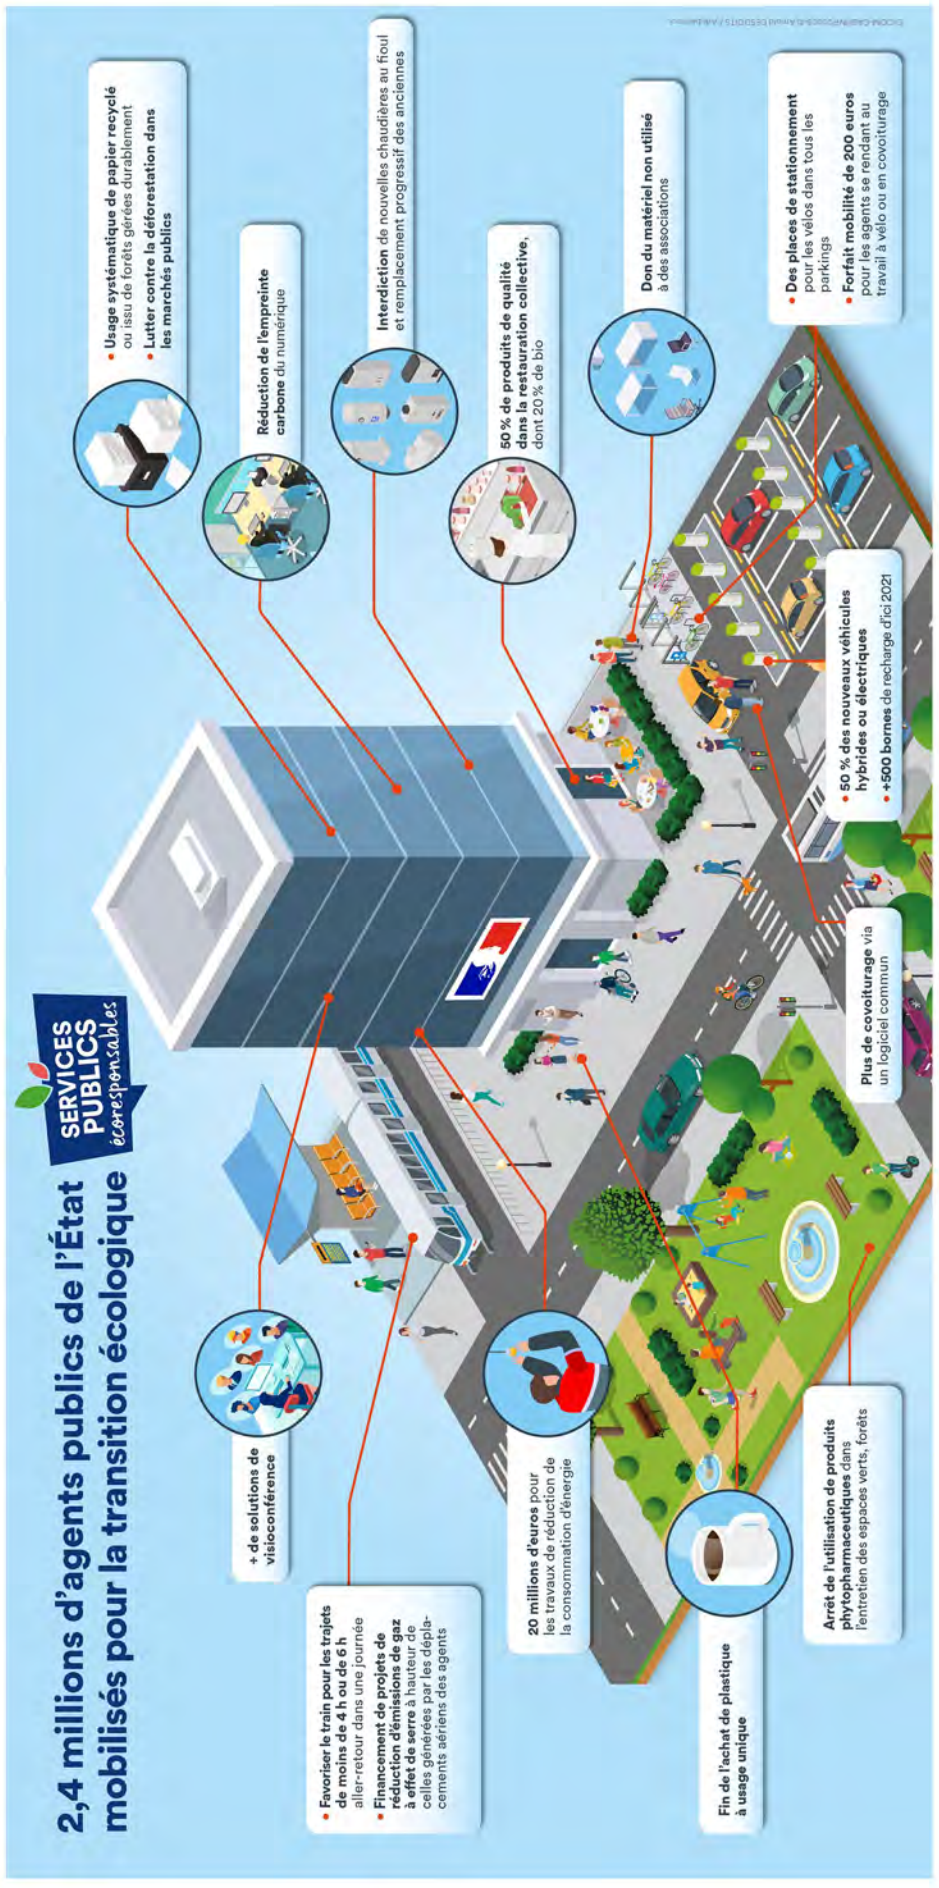 2,4 millions d'agents publics de l'État
mobilisés pour la transition écologique
SERVICES
PUBLICS
écoresponsables
+ de solutions de
visioconférence
• Favoriser le train pour les trajets
de moins de 4 h ou de 6 h
aller-retour dans une journée
• Financement de projets de
réduction d'émissions de gaz
à effet de serre à hauteur de
celles générées par les dépla-
cements aériens des agents
20 millions d'euros pour
les travaux de réduction de
la consommation d'énergie
Fin de l'achat de plastique
à usage unique
Arrêt de l'utilisation de produits
phytopharmaceutiques dans
l'entretien des espaces verts, forêts
• Usage systématique de papier recyclé
ou issu de forêts gérées durablement
• Lutter contre la déforestation dans
les marchés publics
Réduction de l'empreinte
carbone du numérique
Interdiction de nouvelles chaudières au fioul
et remplacement progressif des anciennes
50 % de produits de qualité
dans la restauration collective,
dont 20 % de bio
Don du matériel non utilisé
à des associations
• Des places de stationnement
pour les vélos dans tous les
parkings
• Forfait mobilité de 200 euros
pour les agents se rendant au
travail à vélo ou en covoiturage
• 50 % des nouveaux véhicules
hybrides ou électriques
• +500 bornes de recharge d'ici 2021
Plus de covoiturage via
un logiciel commun